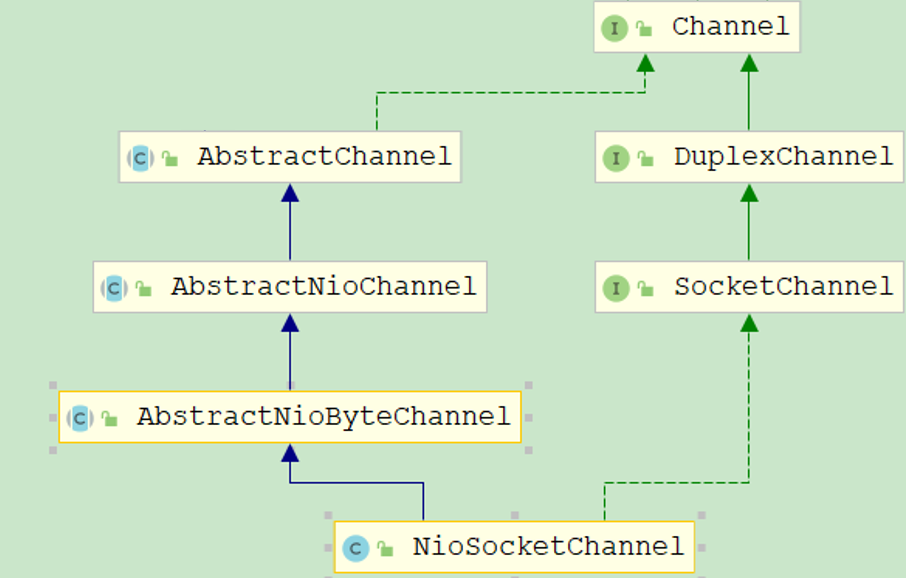 I Channel
C AbstractChannel
I DuplexChannel
C AbstractNioChannel
I SocketChannel
C AbstractNioByteChannel
C NioSocketChannel